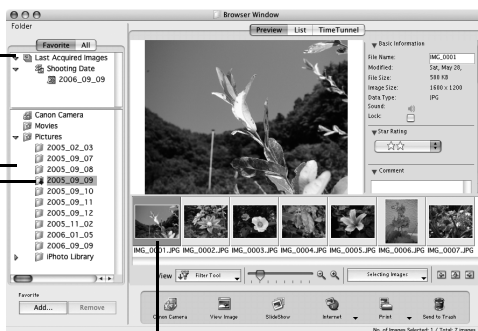 Browser Window
Folder
Favorite All
Preview List TimeTunnel
Last Acquired Images
Shooting Date
2006_09_09
Canon Camera
Movies
Pictures
2005_02_03
2005_09_07
2005_09_08
2005_09_09
2005_09_10
2005_09_11
2005_09_12
2005_11_02
2006_01_05
2006_09_09
iPhoto Library
Favorite
Add... Remove
Basic Information
File Name: IMG_0001
Modified: Sat, May 28,
File Size: 588 KB
Image Size: 1600 x 1200
Data Type: JPG
Sound:
Lock:
Star Rating
Comment
IMG_0001.JPG IMG_0002.JPG IMG_0003.JPG IMG_0004.JPG IMG_0005.JPG IMG_0006.JPG IMG_0007.JPG
View Filter Tool Selecting Images
Canon Camera View Image SlideShow Internet Print Send to Trash
No. of Images Selected: 1 / Total: 7 images